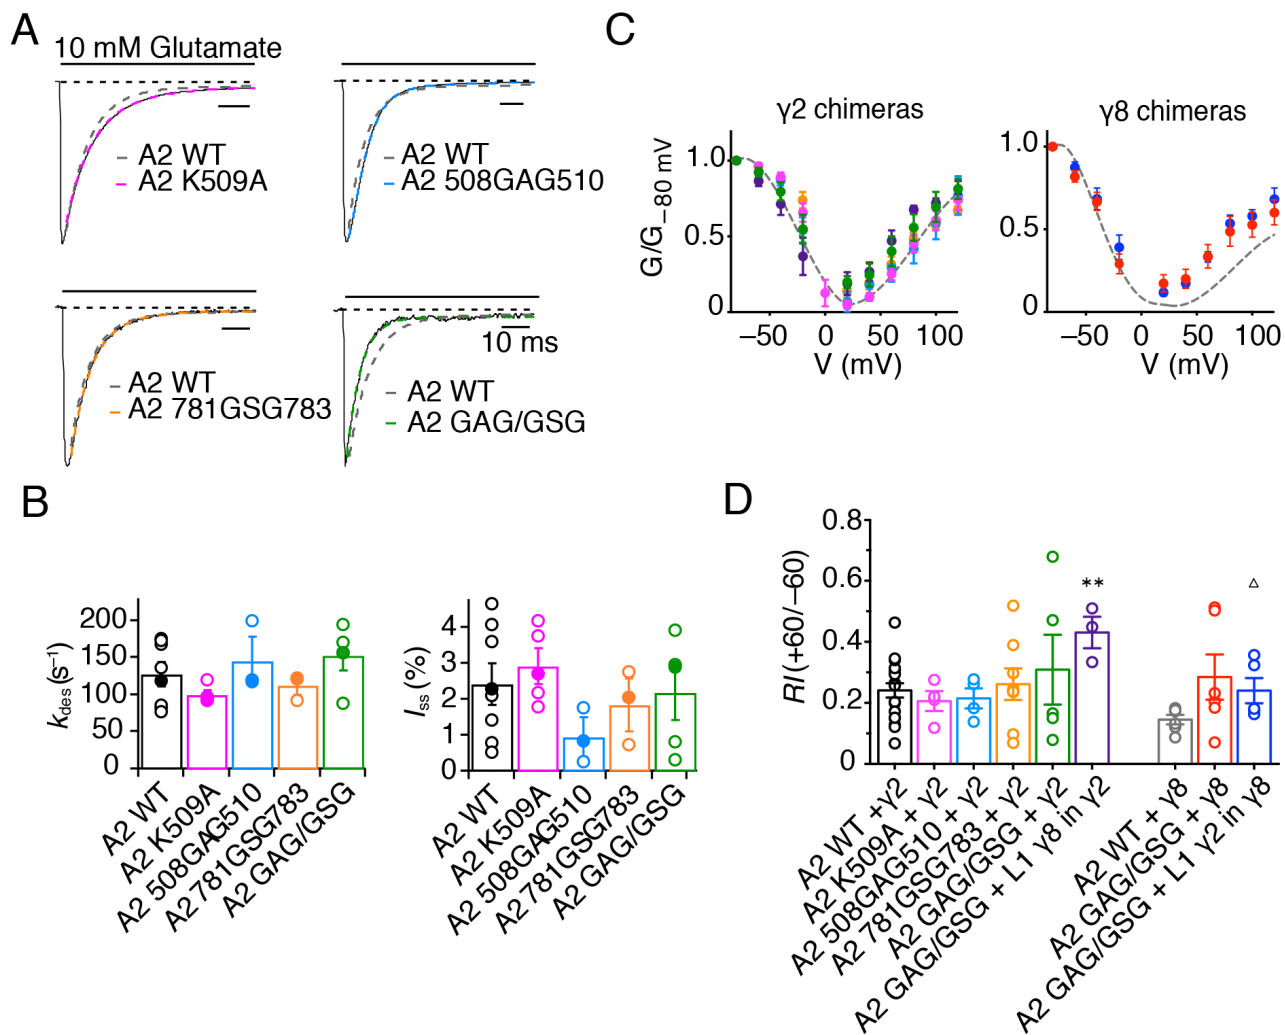 A
10 mM Glutamate
A2 WT
A2 K509A
A2 WT
A2 508GAG510
A2 WT
A2 781GSG783
10 ms
A2 WT
A2 GAG/GSG
C
γ2 chimeras
G/G–80 mV
1.0
0.5
0
–50
0
50
100
V (mV)
γ8 chimeras
1.0
0.5
0
–50
0
50
100
V (mV)
B
kdes (s–1)
200
150
100
50
0
A2 WT
A2 K509A
A2 508GAG510
A2 781GSG783
A2 GAG/GSG
Iss (%)
4
3
2
1
0
A2 WT
A2 K509A
A2 508GAG510
A2 781GSG783
A2 GAG/GSG
D
RI (+60/–60)
0.8
0.6
0.4
0.2
0
**
△
A2 WT +γ2
A2 K509A + γ2
A2 508GAG510 + γ2
A2 781GSG783 + γ2
A2 GAG/GSG + γ2
A2 GAG/GSG + L1 γ8 in γ2
A2 WT + γ8
A2 GAG/GSG + γ8
A2 GAG/GSG + L1 γ2 in γ8